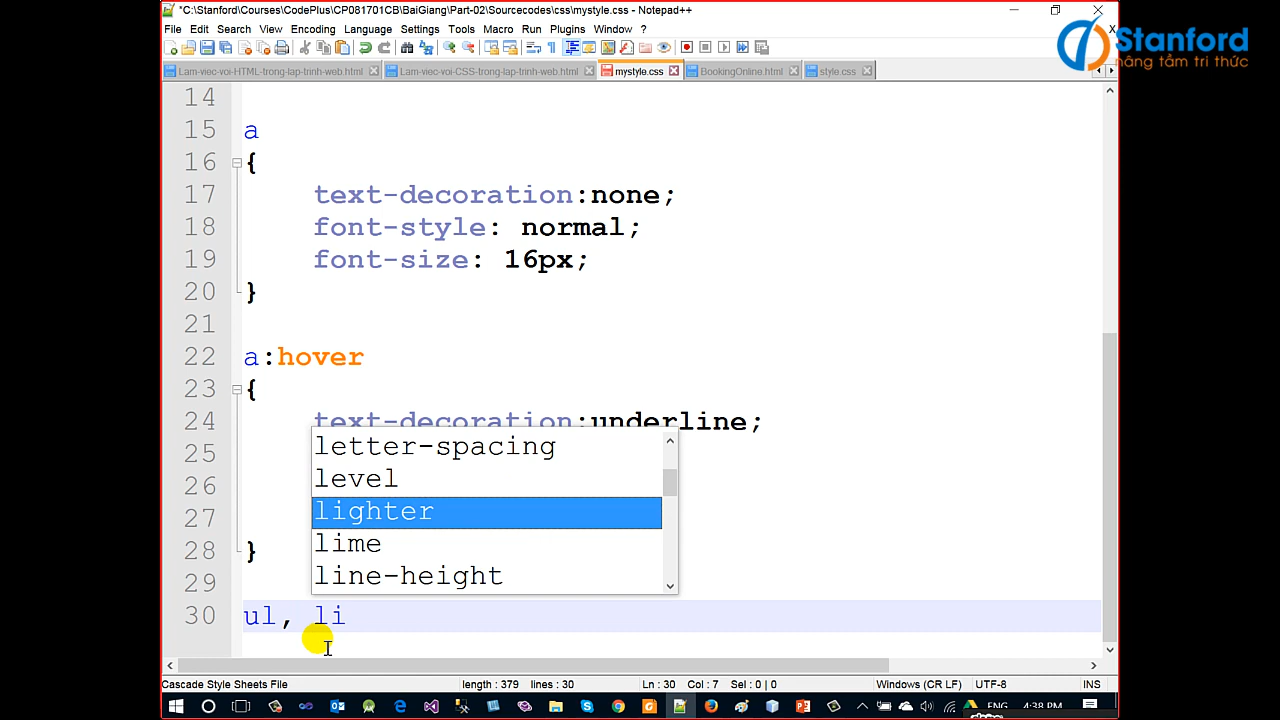 *C:\Stanford\Courses\CodePlus\CP081701CB\BaiGiang\Part-02\Sourcecodes\css\mystyle.css - Notepad++
Stanford
nâng tầm tri thức
File Edit Search View Encoding Language Settings Tools Macro Run Plugins Window ? X
Lam-viec-voi-HTML-trong-lap-trinh-web.html Lam-viec-voi-CSS-trong-lap-trinh-web.html mystyle.css BookingOnline.html style.css
14
15 a
16 {
17 text-decoration:none;
18 font-style: normal;
19 font-size: 16px;
20 }
21
22 a:hover
23 {
24 text-decoration:underline;
25 letter-spacing
26 level
27 lighter
28 } lime
29 line-height
30 ul, li
Cascade Style Sheets File length : 379 lines : 30 Ln : 30 Col : 7 Sel : 0 | 0 Windows (CR LF) UTF-8 INS
ENG 4:38 PM